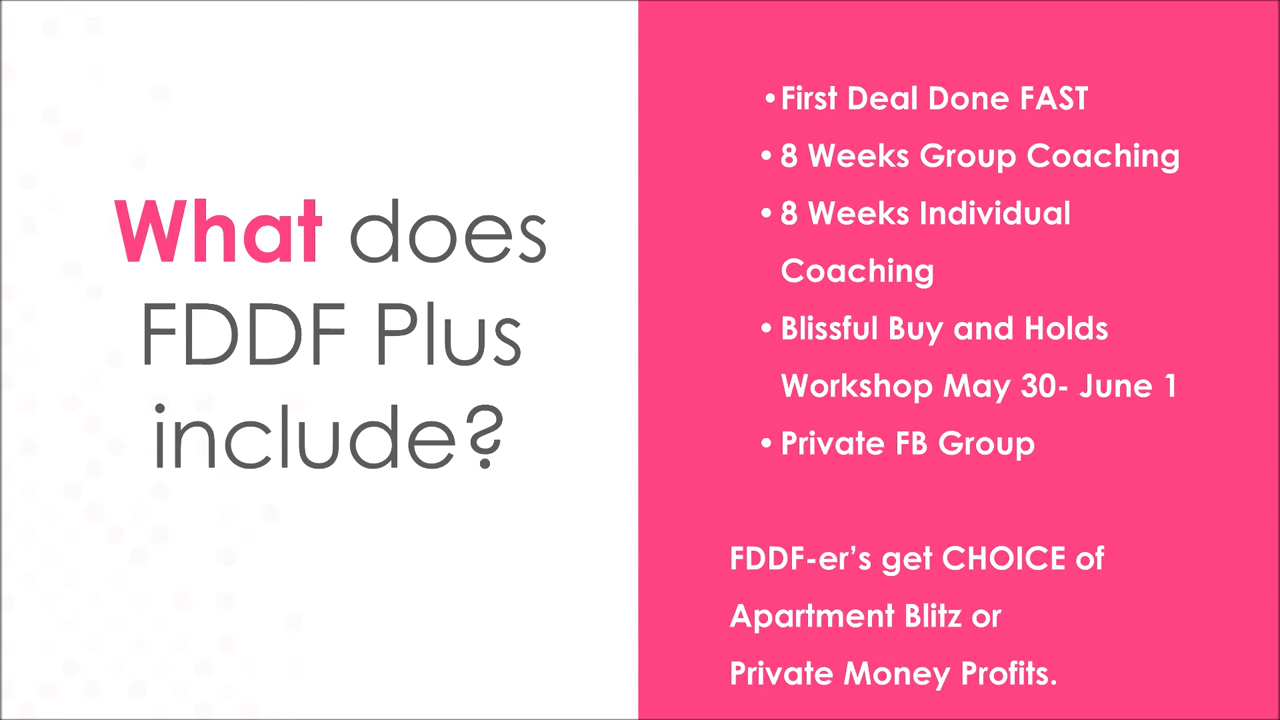 What does
FDDF Plus
include?
•First Deal Done FAST
• 8 Weeks Group Coaching
• 8 Weeks Individual
Coaching
• Blissful Buy and Holds
Workshop May 30- June 1
• Private FB Group
FDDF-er’s get CHOICE of
Apartment Blitz or
Private Money Profits.